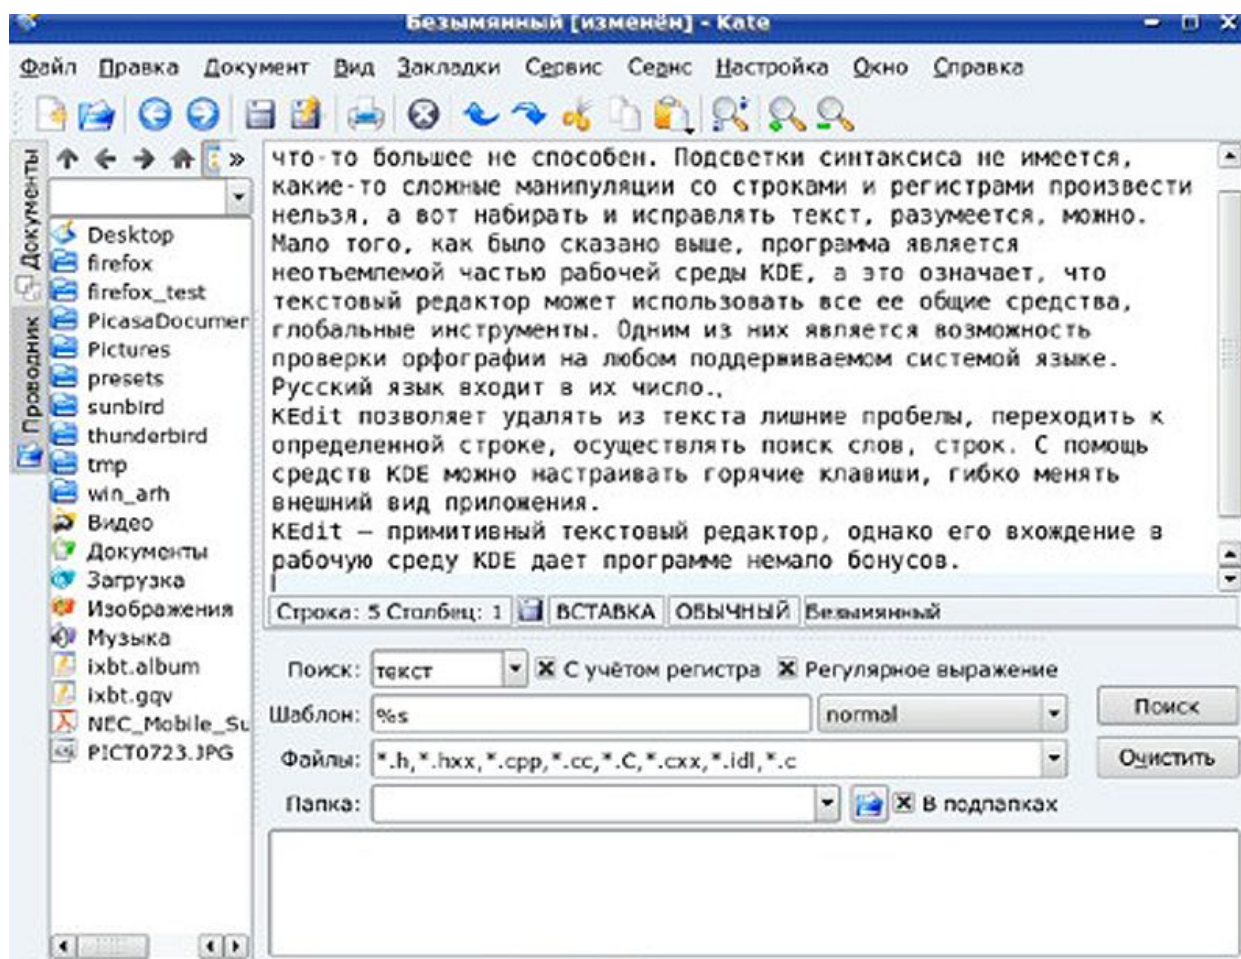 Безымянный [изменён] - Kate
Файл Правка Документ Вид Закладки Сервис Сеанс Настройка Окно Справка
Документы
Проводник
Desktop
firefox
firefox_test
PicasaDocumen
Pictures
presets
sunbird
thunderbird
tmp
win_arh
Видео
Документы
Загрузка
Изображения
Музыка
ixbt.album
ixbt.gqv
NEC_Mobile_Su
PICT0723.JPG
что-то большее не способен. Подсветки синтаксиса не имеется,
какие-то сложные манипуляции со строками и регистрами произвести
нельзя, а вот набирать и исправлять текст, разумеется, можно.
Мало того, как было сказано выше, программа является
неотъемлемой частью рабочей среды KDE, а это означает, что
текстовый редактор может использовать все ее общие средства,
глобальные инструменты. Одним из них является возможность
проверки орфографии на любом поддерживаемом системой языке.
Русский язык входит в их число.,
KEdit позволяет удалять из текста лишние пробелы, переходить к
определенной строке, осуществлять поиск слов, строк. С помощь
средств KDE можно настраивать горячие клавиши, гибко менять
внешний вид приложения.
KEdit – примитивный текстовый редактор, однако его вхождение в
рабочую среду KDE дает программе немало бонусов.
Строка: 5 Столбец: 1 ВСТАВКА ОБЫЧНЫЙ Безымянный
Поиск: текст С учётом регистра Регулярное выражение
Шаблон: %s normal Поиск
Файлы: *.h,*.hxx,*.cpp,*.cc,*.C,*.cxx,*.idl,*.c Очистить
Папка: В подпапках